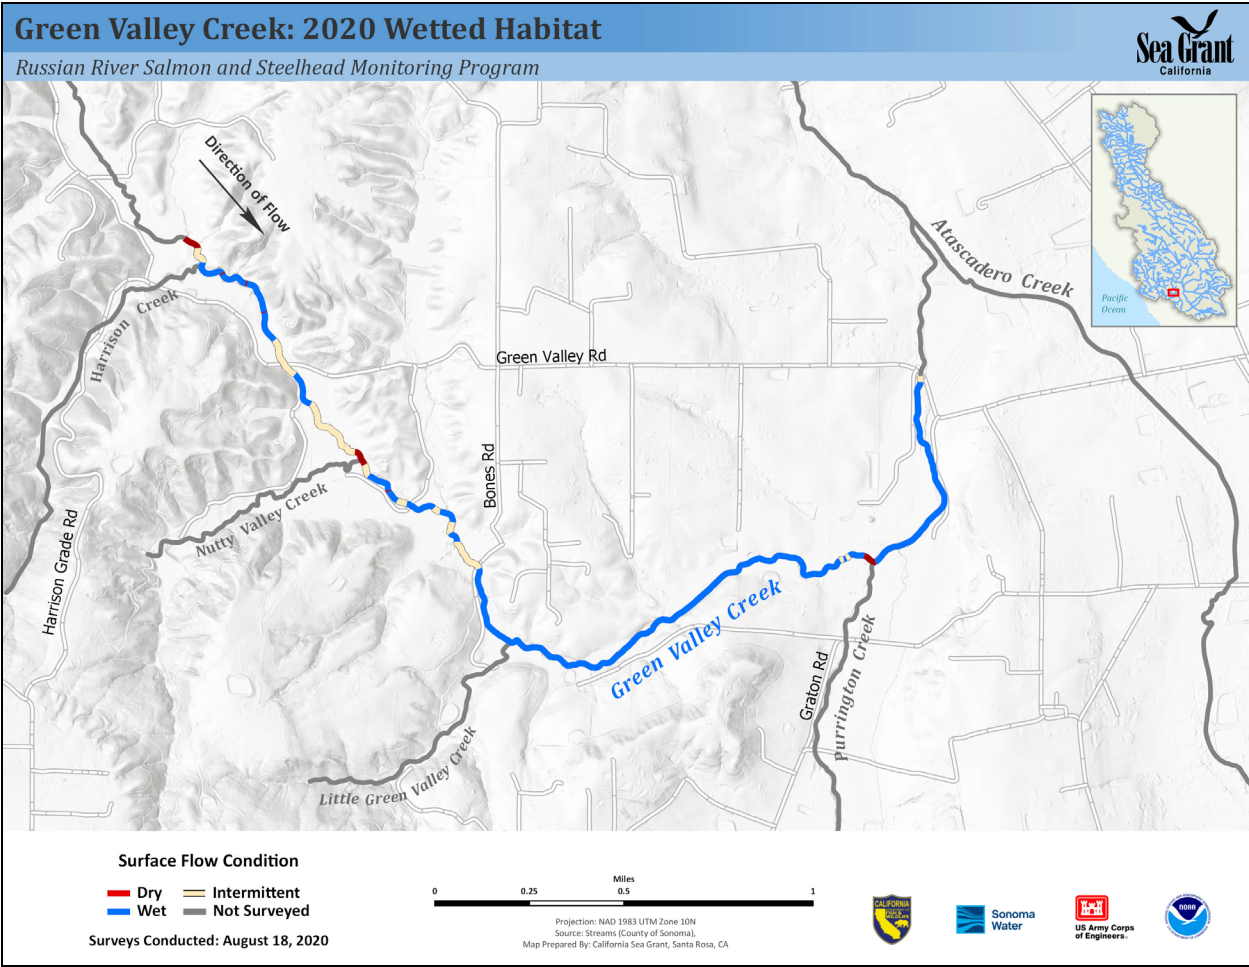 Green Valley Creek: 2020 Wetted Habitat
Russian River Salmon and Steelhead Monitoring Program
Sea Grant
California
Direction of Flow
Atascadero Creek
Pacific
Ocean
Harrison Creek
Green Valley Rd
Bones Rd
Nutty Valley Creek
Harrison Grade Rd
Green Valley Creek
Graton Rd
Purrington Creek
Little Green Valley Creek
Surface Flow Condition
Dry
Intermittent
Wet
Not Surveyed
Surveys Conducted: August 18, 2020
Miles
0 0.25 0.5 1
Projection: NAD 1983 UTM Zone 10N
Source: Streams (County of Sonoma),
Map Prepared By: California Sea Grant, Santa Rosa, CA
CALIFORNIA
FISH &
WILDLIFE
Sonoma
Water
US Army Corps
of Engineers®
NOAA